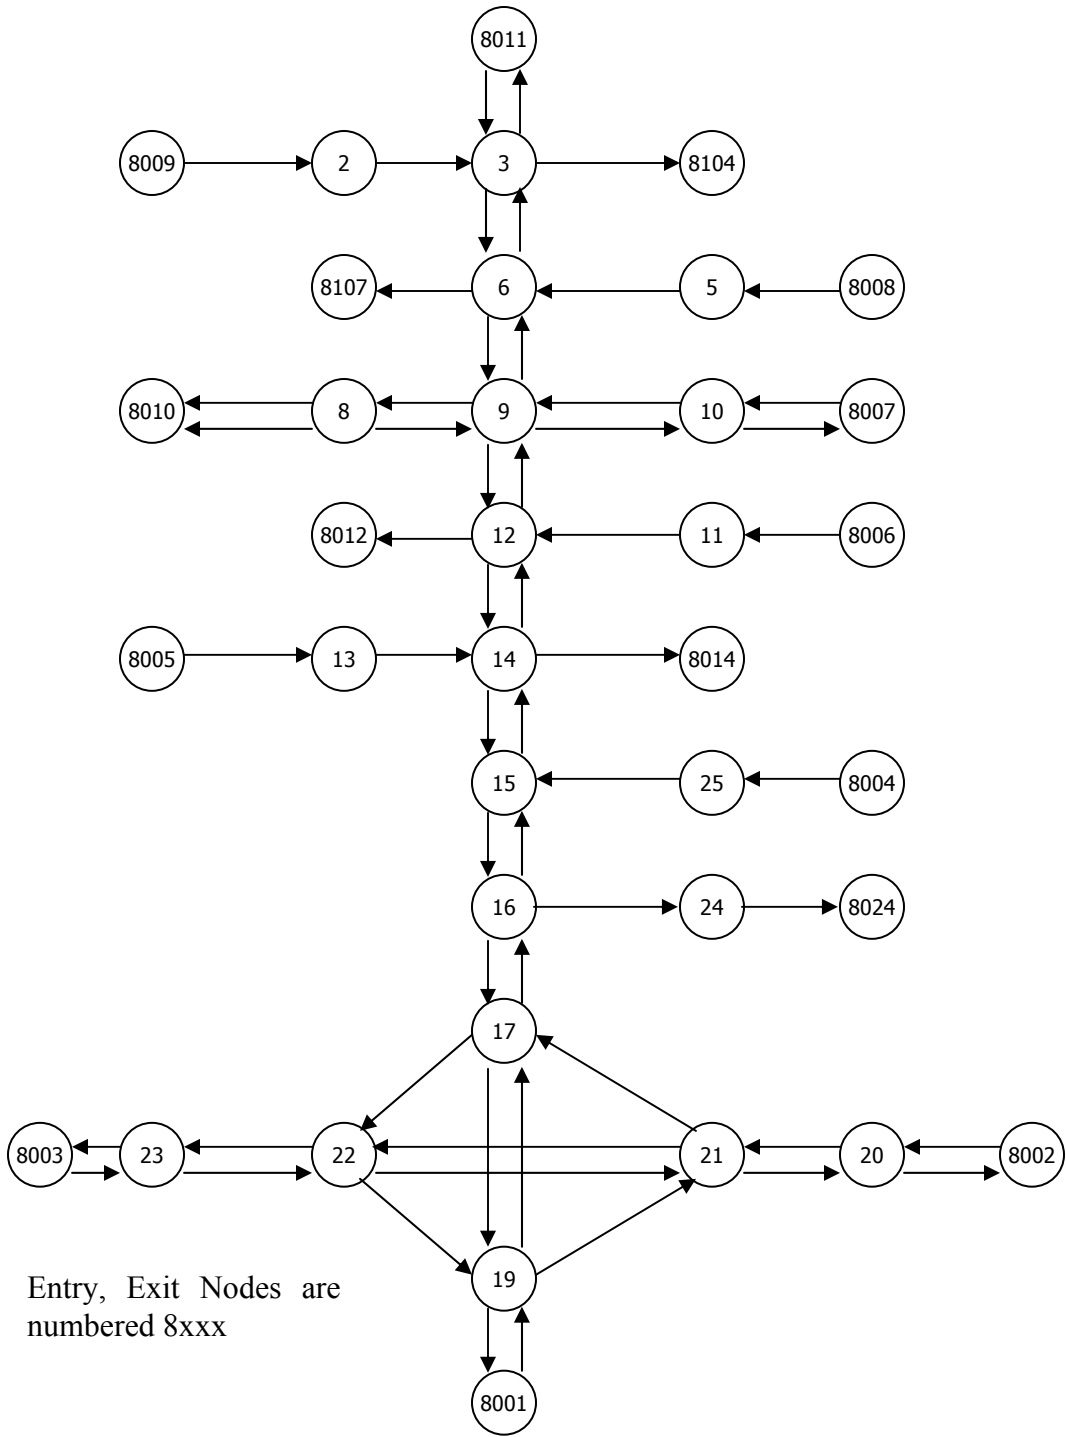 8011
8009 2 3 8104
8107 6 5 8008
8010 8 9 10 8007
8012 12 11 8006
8005 13 14 8014
15 25 8004
16 24 8024
17
8003 23 22 21 20 8002
19
Entry, Exit Nodes are
numbered 8xxx
8001